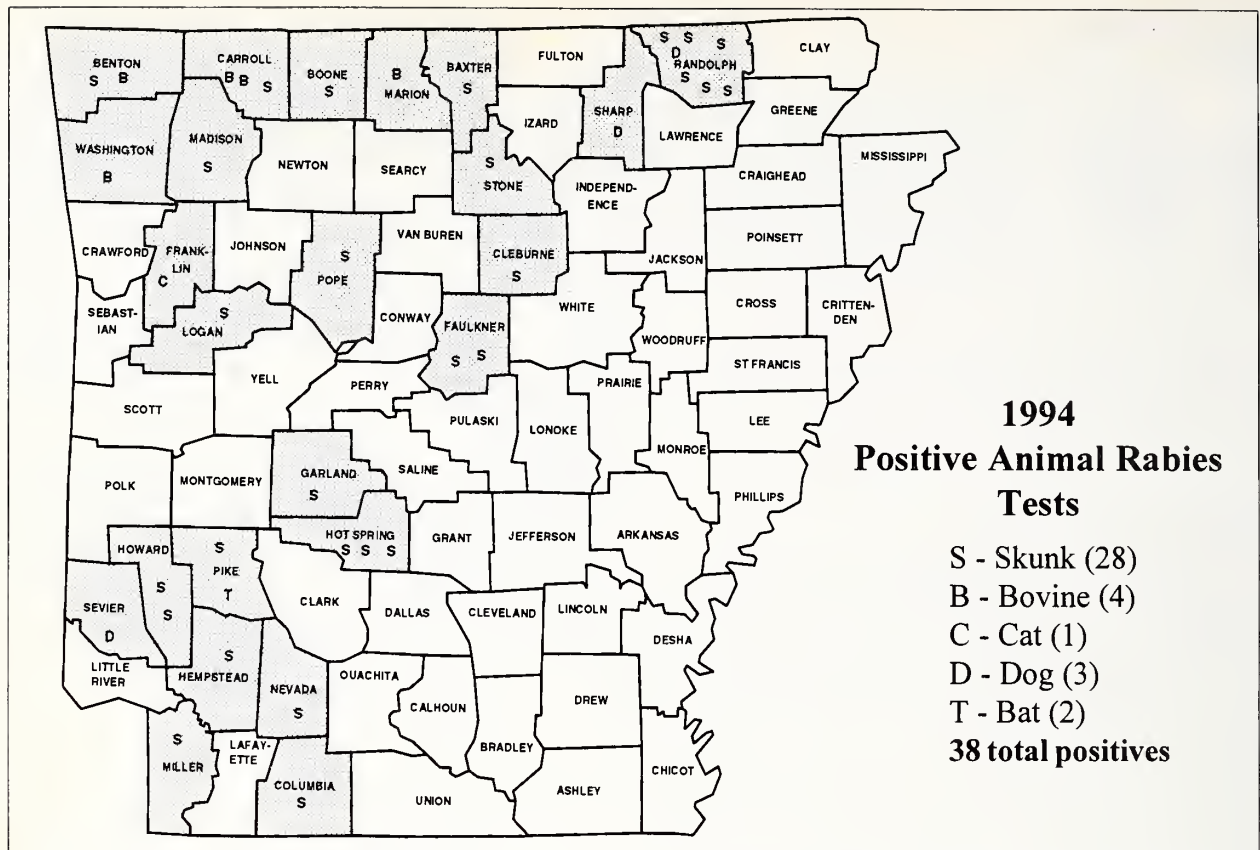 BENTON
S B
CARROLL
B B S
BOONE
S
B
MARION
BAXTER
S
FULTON
S S S
D
RANDOLPH
S S S
CLAY
WASHINGTON
B
MADISON
S
NEWTON
SEARCY
S
STONE
IZARD
SHARP
D
LAWRENCE
GREENE
INDEPEND-
ENCE
CRAIGHEAD
MISSISSIPPI
CRAWFORD
FRANK-
LIN
C
JOHNSON
S
POPE
VAN BUREN
CLEBURNE
S
JACKSON
POINSETT
SEBAST-
IAN
S
LOGAN
CONWAY
FAULKNER
S S
WHITE
WOODRUFF
CROSS
CRITTEN-
DEN
SCOTT
YELL
PERRY
PULASKI
LONOKE
PRAIRIE
ST FRANCIS
LEE
MONROE
PHILLIPS
POLK
MONTGOMERY
GARLAND
S
SALINE
HOT SPRING
S S S
GRANT
JEFFERSON
ARKANSAS
HOWARD
S
S
S
PIKE
T
CLARK
DALLAS
CLEVELAND
LINCOLN
DESHA
SEVIER
D
LITTLE
RIVER
S
HEMPSTEAD
NEVADA
S
OUACHITA
CALHOUN
BRADLEY
DREW
S
MILLER
LAFAY-
ETTE
COLUMBIA
S
UNION
ASHLEY
CHICOT
1994
Positive Animal Rabies
Tests
S - Skunk (28)
B - Bovine (4)
C - Cat (1)
D - Dog (3)
T - Bat (2)
38 total positives